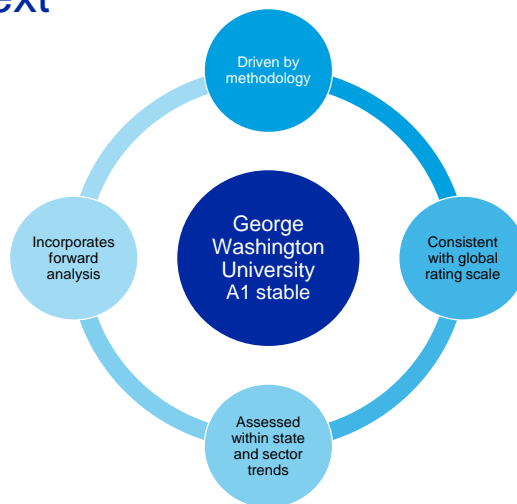 ext
Driven by
methodology
George
Washington
University
A1 stable
Incorporates
forward
analysis
Consistent
with global
rating scale
Assessed
within state
and sector
trends